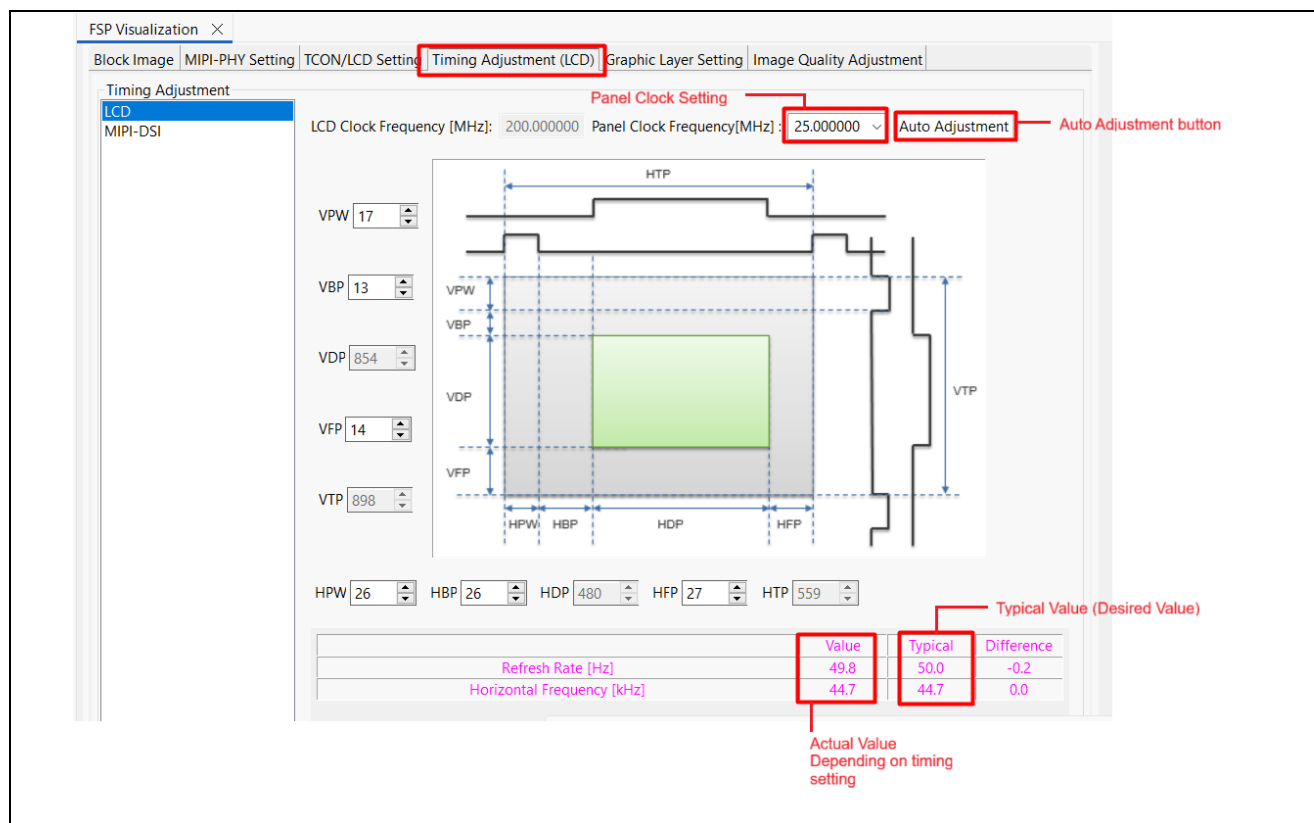 FSP Visualization
Block Image MIPI-PHY Setting TCON/LCD Setting Timing Adjustment (LCD) Graphic Layer Setting Image Quality Adjustment
Timing Adjustment
LCD
MIPI-DSI
Panel Clock Setting
LCD Clock Frequency [MHz]: 200.000000 Panel Clock Frequency[MHz] : 25.000000 Auto Adjustment
Auto Adjustment button
HTP
VPW 17
VBP 13
VPW
VBP
VDP 854
VDP
VTP
VFP 14
VFP
VTP 898
HPW HBP HDP HFP
HPW 26 HBP 26 HDP 480 HFP 27 HTP 559
Typical Value (Desired Value)
Value Typical Difference
Refresh Rate [Hz] 49.8 50.0 -0.2
Horizontal Frequency [kHz] 44.7 44.7 0.0
Actual Value
Depending on timing
setting